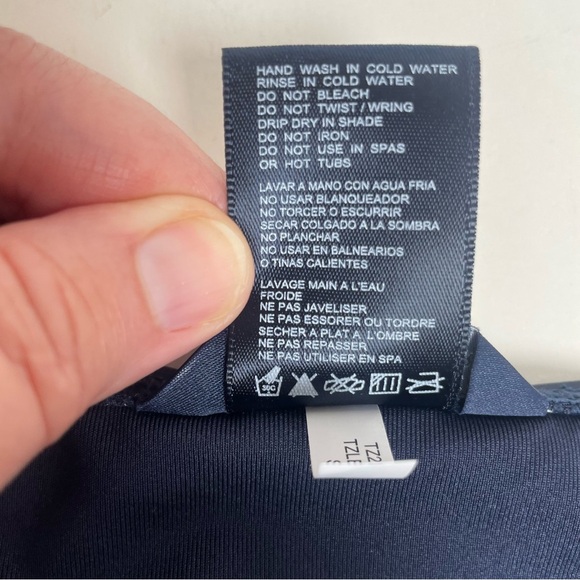 HAND WASH IN COLD WATER
RINSE IN COLD WATER
DO NOT BLEACH
DO NOT TWIST / WRING
DRIP DRY IN SHADE
DO NOT IRON
DO NOT USE IN SPAS
OR HOT TUBS
LAVAR A MANO CON AGUA FRIA
NO USAR BLANQUEADOR
NO TORCER O ESCURRIR
SECAR COLGADO A LA SOMBRA
NO PLANCHAR
NO USAR EN BALNEARIOS
O TINAS CALIENTES
LAVAGE MAIN A L'EAU
FROIDE
NE PAS JAVELISER
NE PAS ESSORER OU TORDRE
SECHER A PLAT A L'OMBRE
NE PAS REPASSER
NE PAS UTILISER EN SPA
30C
TZ2
TZLE